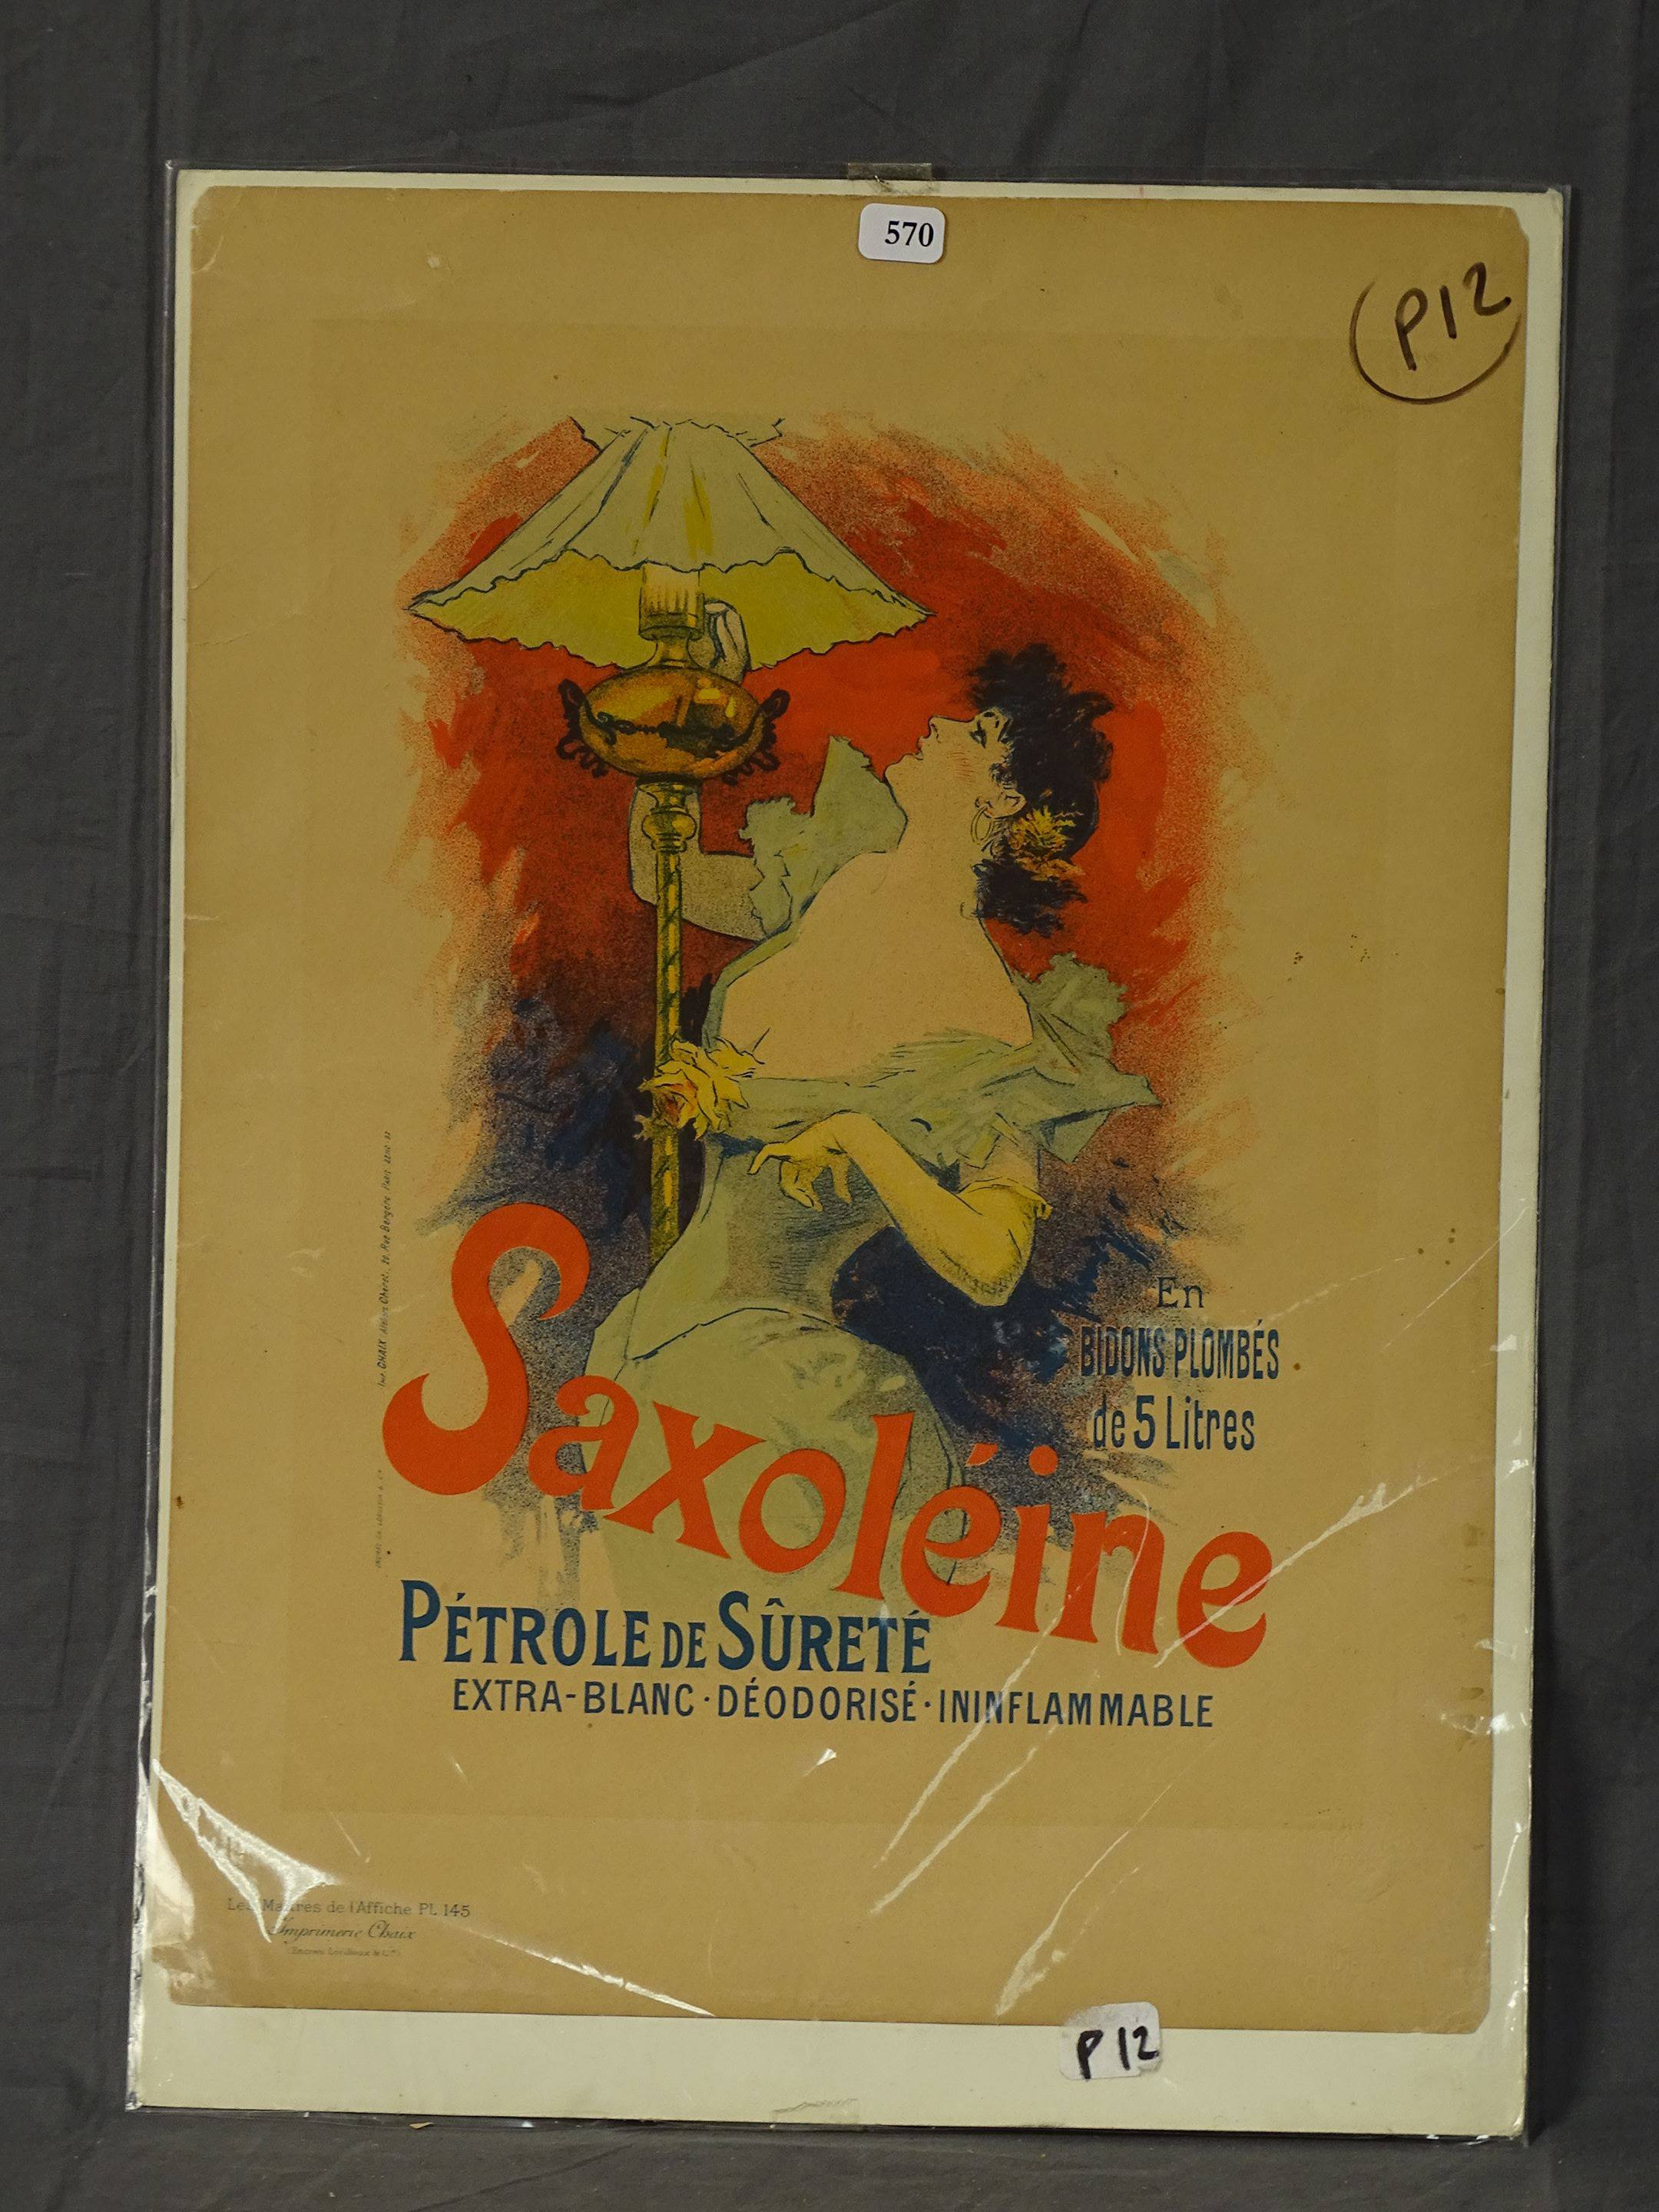 570
P12
En
BIDONS PLOMBÉS
de 5 Litres
Saxoléine
PÉTROLE DE SÛRETÉ
EXTRA-BLANC · DÉODORISÉ · ININFLAMMABLE
Les Maîtres de l'Affiche PL. 145
Imprimerie Chaix
P 12